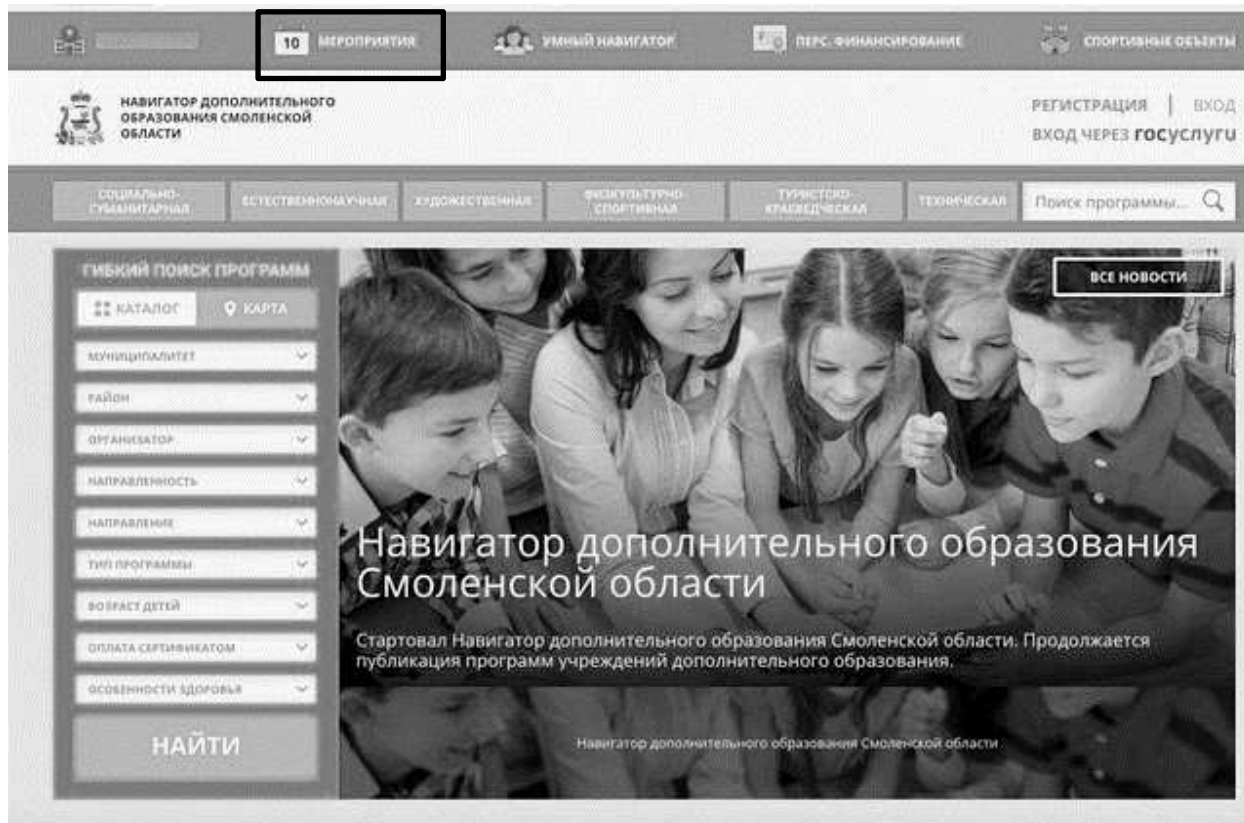 10 МЕРОПРИЯТИЯ
УМНЫЙ НАВИГАТОР
ПЕРС. ФИНАНСИРОВАНИЕ
СПОРТИВНЫЕ ОБЪЕКТЫ
НАВИГАТОР ДОПОЛНИТЕЛЬНОГО
ОБРАЗОВАНИЯ СМОЛЕНСКОЙ
ОБЛАСТИ
РЕГИСТРАЦИЯ | ВХОД
ВХОД ЧЕРЕЗ госуслуги
СОЦИАЛЬНО-
ГУМАНИТАРНАЯ
ЕСТЕСТВЕННОНАУЧНАЯ
ХУДОЖЕСТВЕННАЯ
ФИЗКУЛЬТУРНО-
СПОРТИВНАЯ
ТУРИСТСКО-
КРАЕВЕДЧЕСКАЯ
ТЕХНИЧЕСКАЯ
Поиск программы...
ГИБКИЙ ПОИСК ПРОГРАММ
КАТАЛОГ
КАРТА
МУНИЦИПАЛИТЕТ
РАЙОН
ОРГАНИЗАТОР
НАПРАВЛЕННОСТЬ
НАПРАВЛЕНИЕ
ТИП ПРОГРАММЫ
ВОЗРАСТ ДЕТЕЙ
ОПЛАТА СЕРТИФИКАТОМ
ОСОБЕННОСТИ ЗДОРОВЬЯ
НАЙТИ
ВСЕ НОВОСТИ
Навигатор дополнительного образования
Смоленской области
Стартовал Навигатор дополнительного образования Смоленской области. Продолжается
публикация программ учреждений дополнительного образования.
Навигатор дополнительного образования Смоленской области